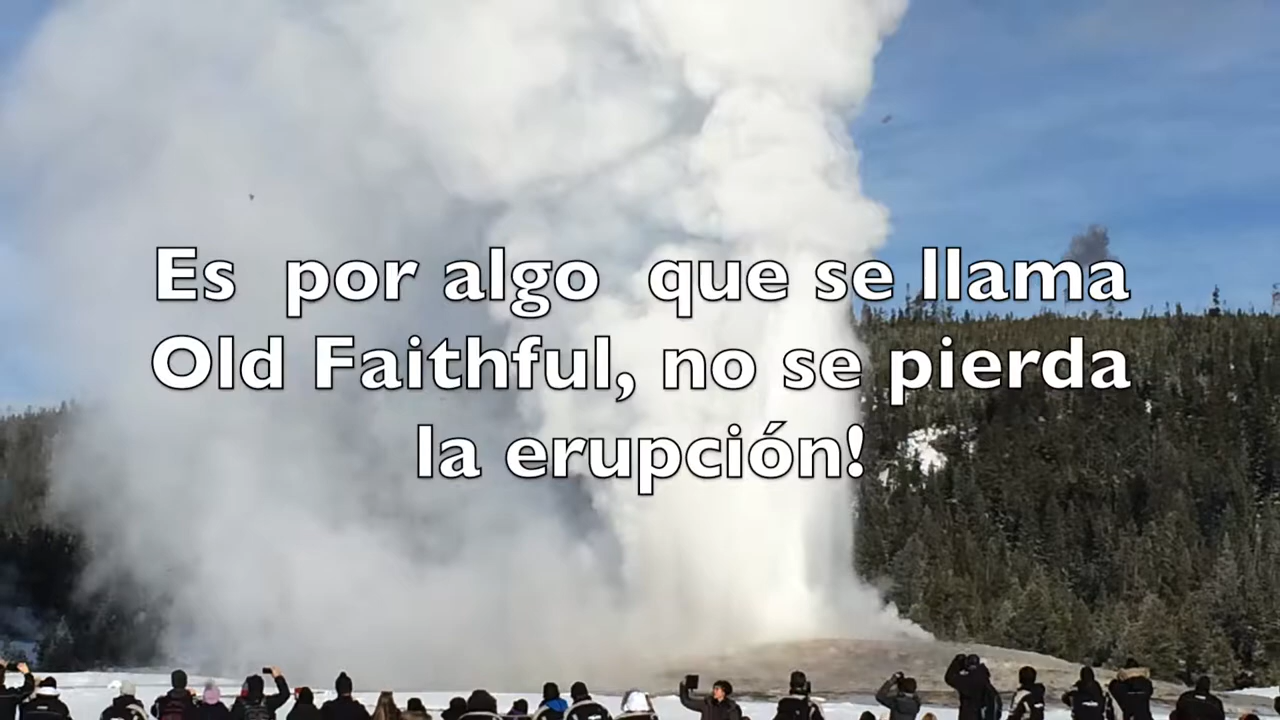 Es por algo que se llama
Old Faithful, no se pierda
la erupción!